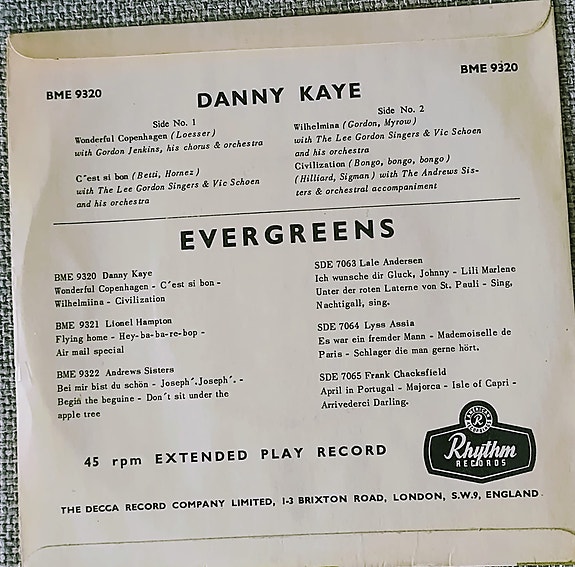 BME 9320
BME 9320
DANNY KAYE
Side No. 1
Wonderful Copenhagen (Loesser)
with Gordon Jenkins, his chorus & orchestra
C'est si bon (Betti, Hornez)
with The Lee Gordon Singers & Vic Schoen
and his orchestra
Side No. 2
Wilhelmina (Gordon, Myrow)
with The Lee Gordon Singers & Vic Schoen
and his orchestra
Civilization (Bongo, bongo, bongo)
(Hilliard, Sigman) with The Andrews Sis-
ters & orchestral accompaniment
EVERGREENS
BME 9320 Danny Kaye
Wonderful Copenhagen - C'est si bon -
Wilhelmiina - Civilization
BME 9321 Lionel Hampton
Flying home - Hey-ba-ba-re-bop -
Air mail special
BME 9322 Andrews Sisters
Bei mir bist du schön - Joseph'.Joseph'. -
Begin the beguine - Don't sit under the
apple tree
SDE 7063 Lale Andersen
Ich wunsche dir Gluck, Johnny - Lili Marlene
Unter der roten Laterne von St. Pauli - Sing,
Nachtigall, sing.
SDE 7064 Lyss Assia
Es war ein fremder Mann - Mademoiselle de
Paris - Schlager die man gerne hört.
SDE 7065 Frank Chacksfield
April in Portugal - Majorca - Isle of Capri -
Arrivederci Darling.
45 rpm EXTENDED PLAY RECORD
AMERICAN
R
RECORDING
Rhythm
RECORDS
THE DECCA RECORD COMPANY LIMITED, 1-3 BRIXTON ROAD, LONDON, S.W.9, ENGLAND